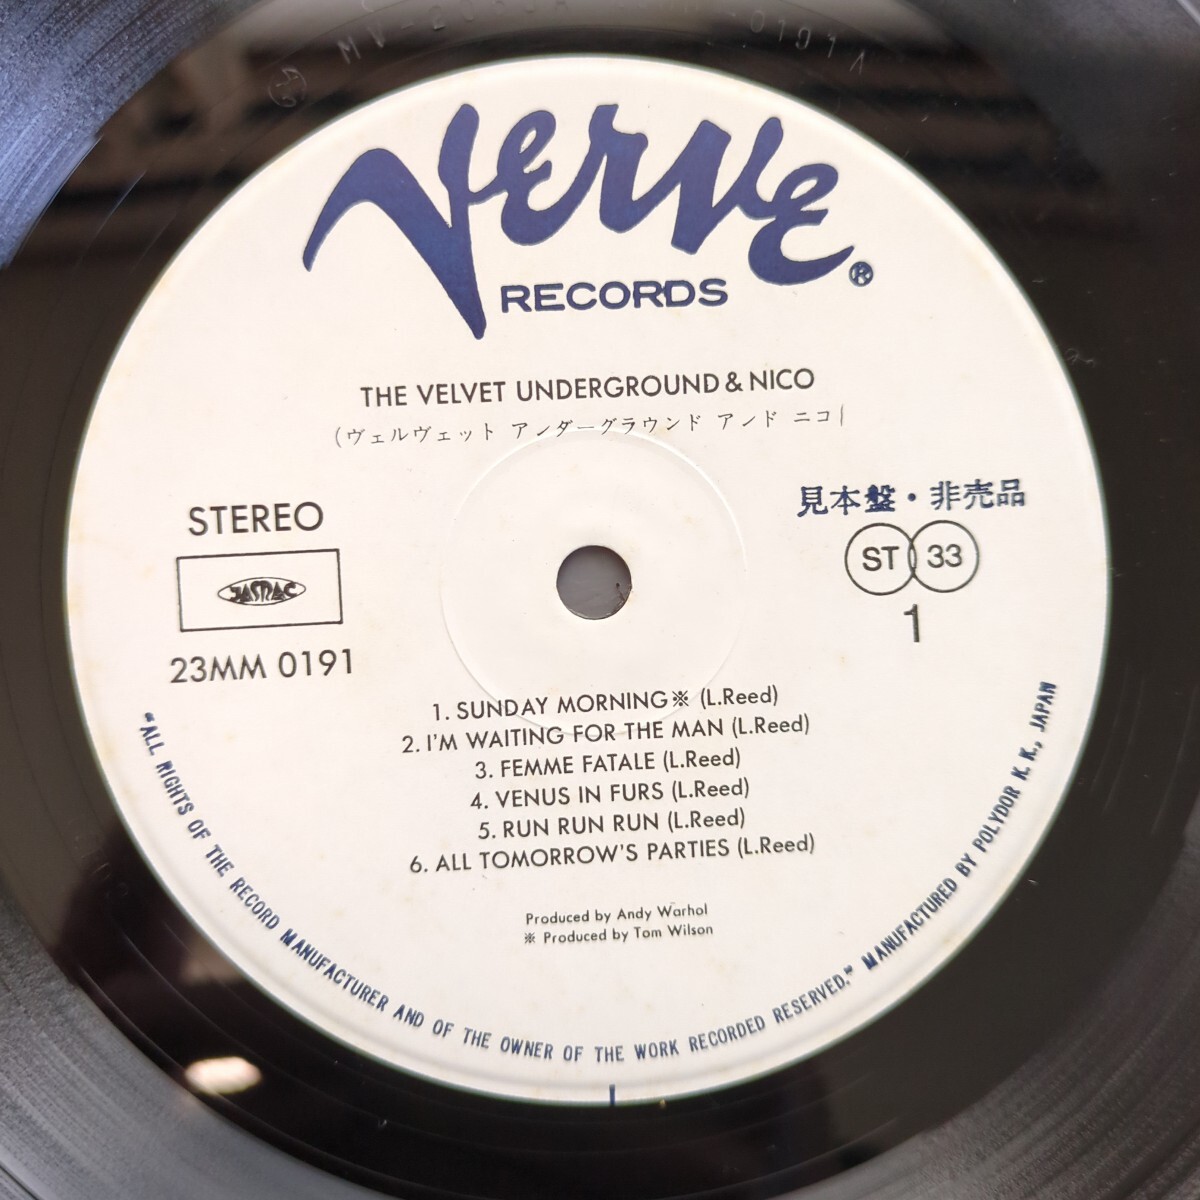 Verve
RECORDS ®
THE VELVET UNDERGROUND & NICO
(ヴェルヴェット アンダーグラウンド アンド ニコ)
STEREO
見本盤・非売品
JASRAC
ST 33
23MM 0191
1
1. SUNDAY MORNING※ (L.Reed)
2. I'M WAITING FOR THE MAN (L.Reed)
3. FEMME FATALE (L.Reed)
4. VENUS IN FURS (L.Reed)
5. RUN RUN RUN (L.Reed)
6. ALL TOMORROW'S PARTIES (L.Reed)
Produced by Andy Warhol
※ Produced by Tom Wilson
"ALL RIGHTS OF THE RECORD MANUFACTURER AND OF THE OWNER OF THE WORK RECORDED RESERVED." MANUFACTURED BY POLYDOR K.K., JAPAN